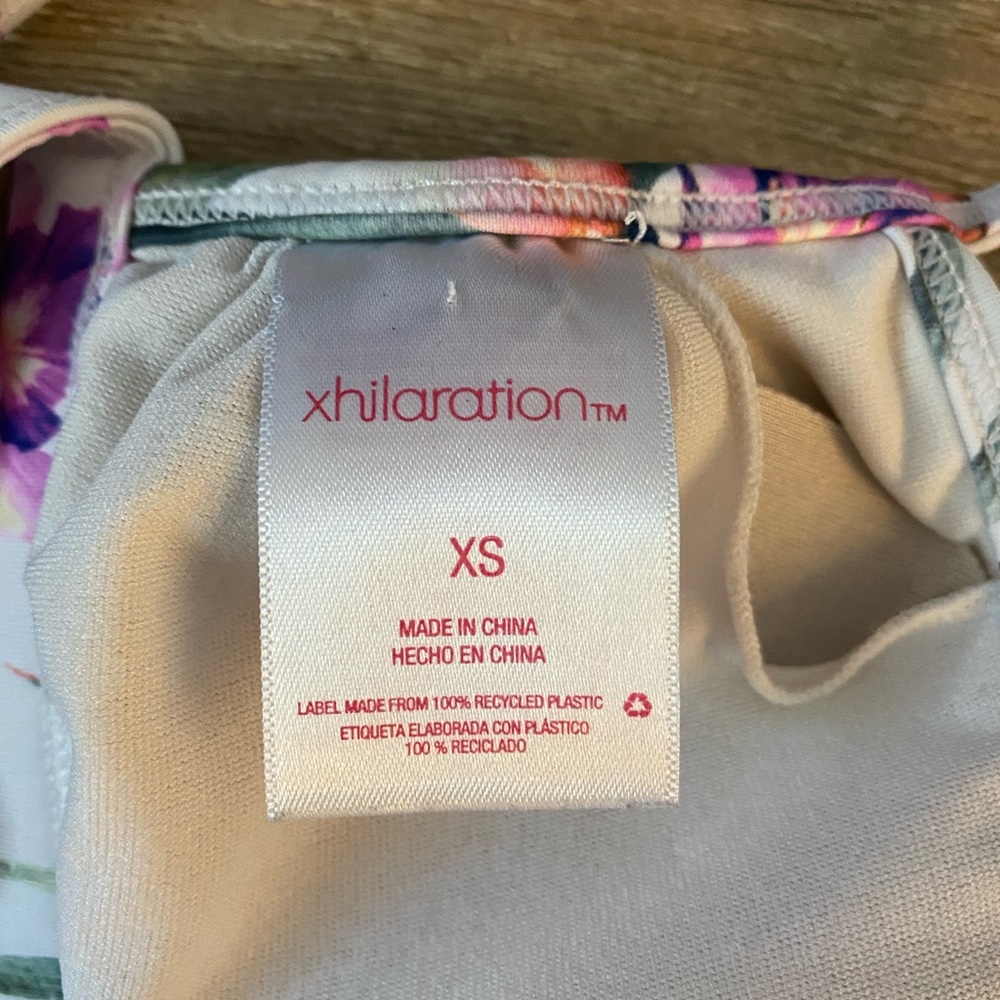 xhilaration™
XS
MADE IN CHINA
HECHO EN CHINA
LABEL MADE FROM 100% RECYCLED PLASTIC
ETIQUETA ELABORADA CON PLÁSTICO
100 % RECICLADO